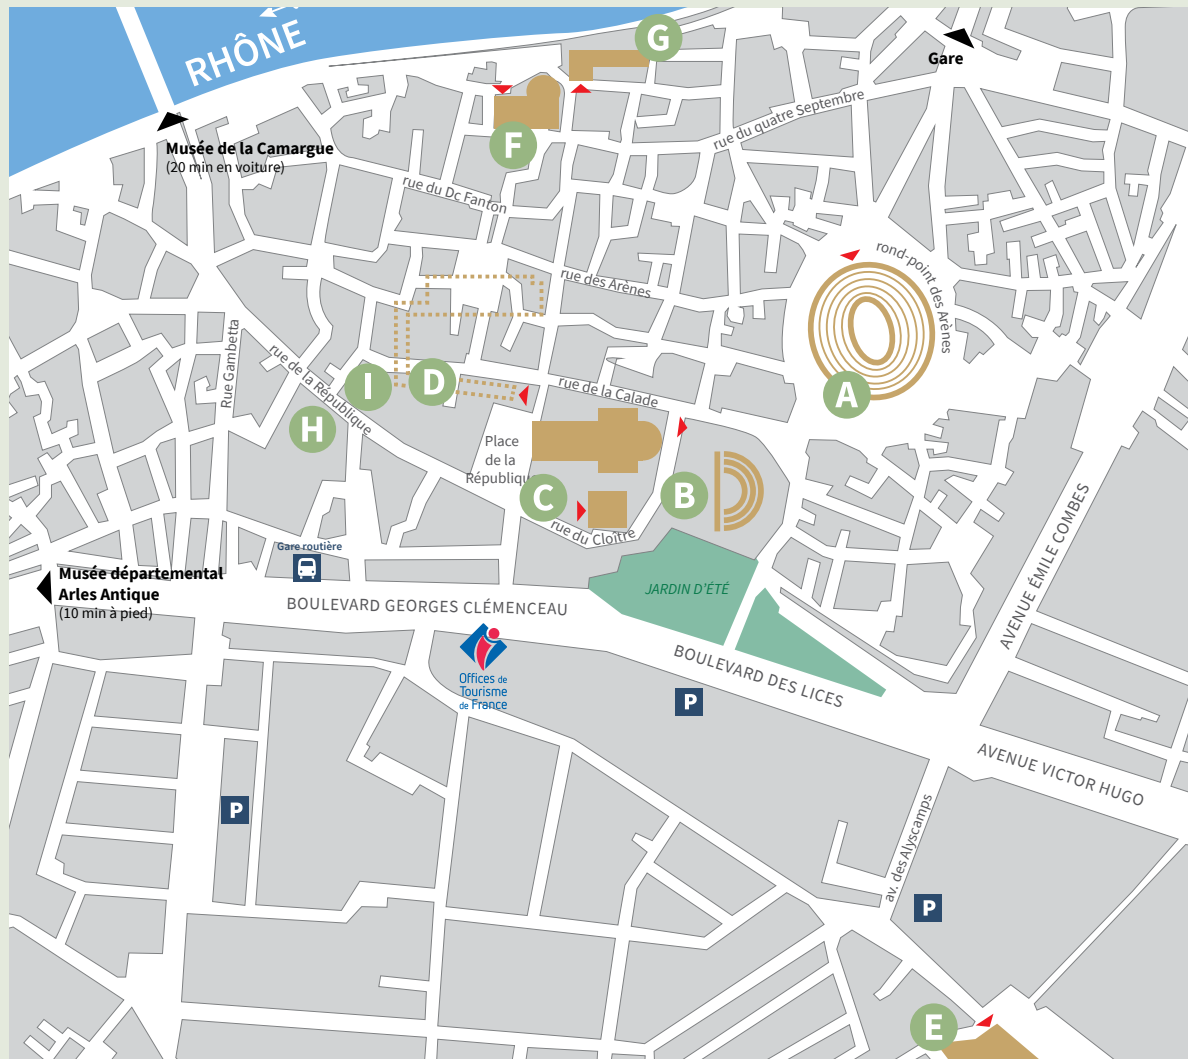 G
Gare
RHÔNE
rue du quatre Septembre
Musée de la Camargue
(20 min en voiture)
F
rue du Dc Fanton
rond-point des Arènes
rue des Arènes
Rue Gambetta
rue de la République
I
D
rue de la Calade
A
H
Place
de la
République
C
B
rue du Cloître
Gare routière
Musée départemental
Arles Antique
(10 min à pied)
JARDIN D'ÉTÉ
AVENUE ÉMILE COMBES
BOULEVARD GEORGES CLÉMENCEAU
BOULEVARD DES LICES
Offices de
Tourisme
de France
P
AVENUE VICTOR HUGO
P
av. des Alyscamps
P
E